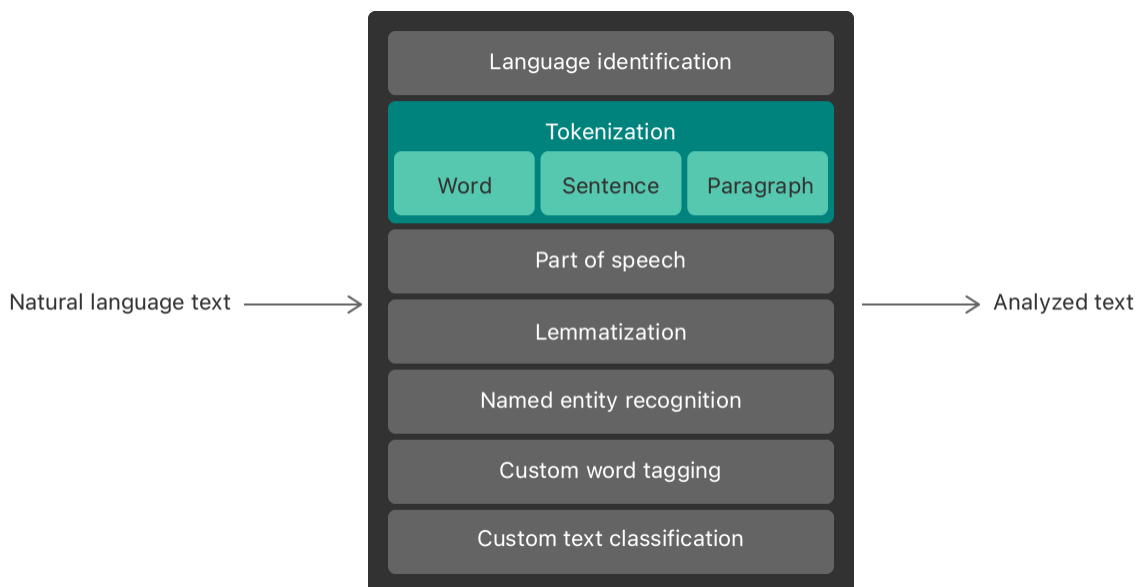 Language identification
Tokenization
Word Sentence Paragraph
Part of speech
Natural language text
Analyzed text
Lemmatization
Named entity recognition
Custom word tagging
Custom text classification